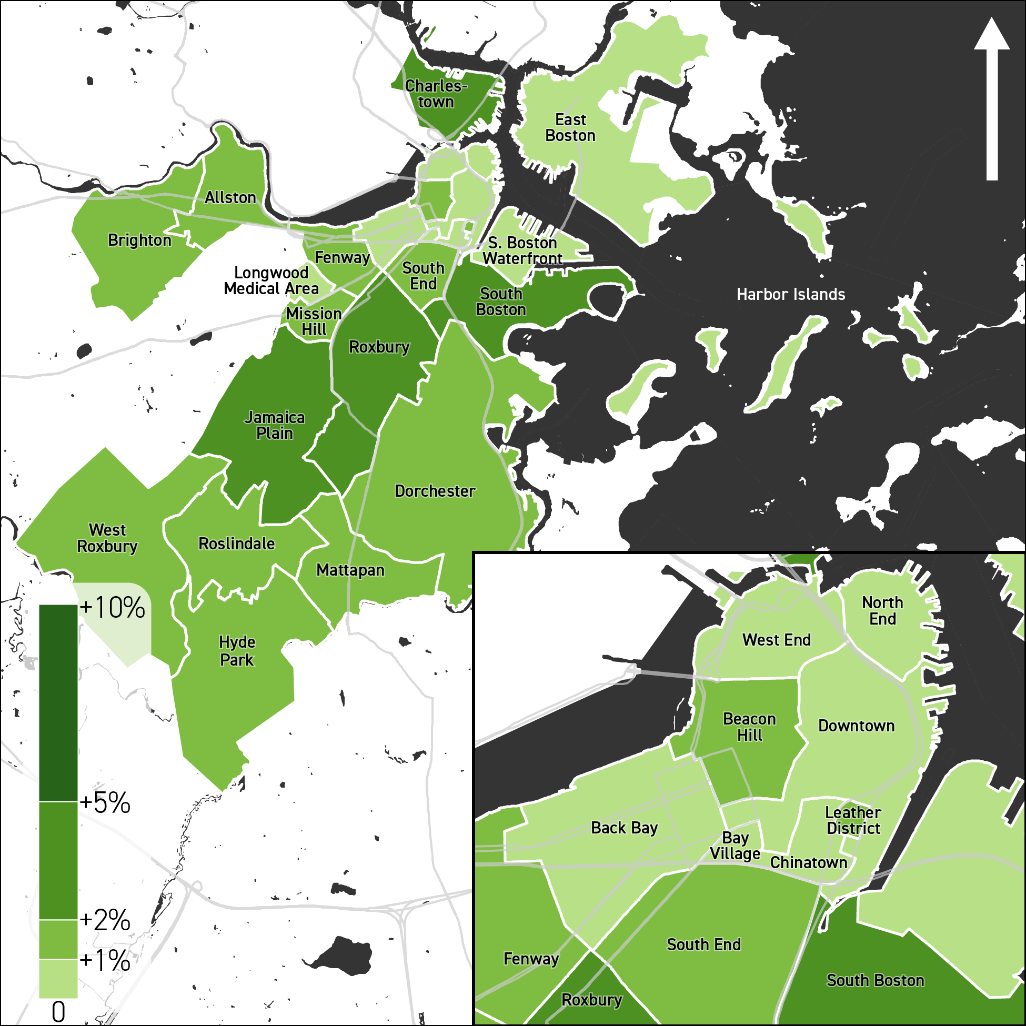 Charles-
town
East
Boston
Allston
Brighton
Fenway
S. Boston
Waterfront
Longwood
Medical Area
South
End
Harbor Islands
South
Boston
Mission
Hill
Roxbury
Jamaica
Plain
Dorchester
West
Roxbury
Roslindale
Mattapan
Hyde
Park
+10%
+5%
+2%
+1%
0
North
End
West End
Beacon
Hill
Downtown
Leather
District
Back Bay
Bay
Village
Chinatown
South End
Fenway
South Boston
Roxbury